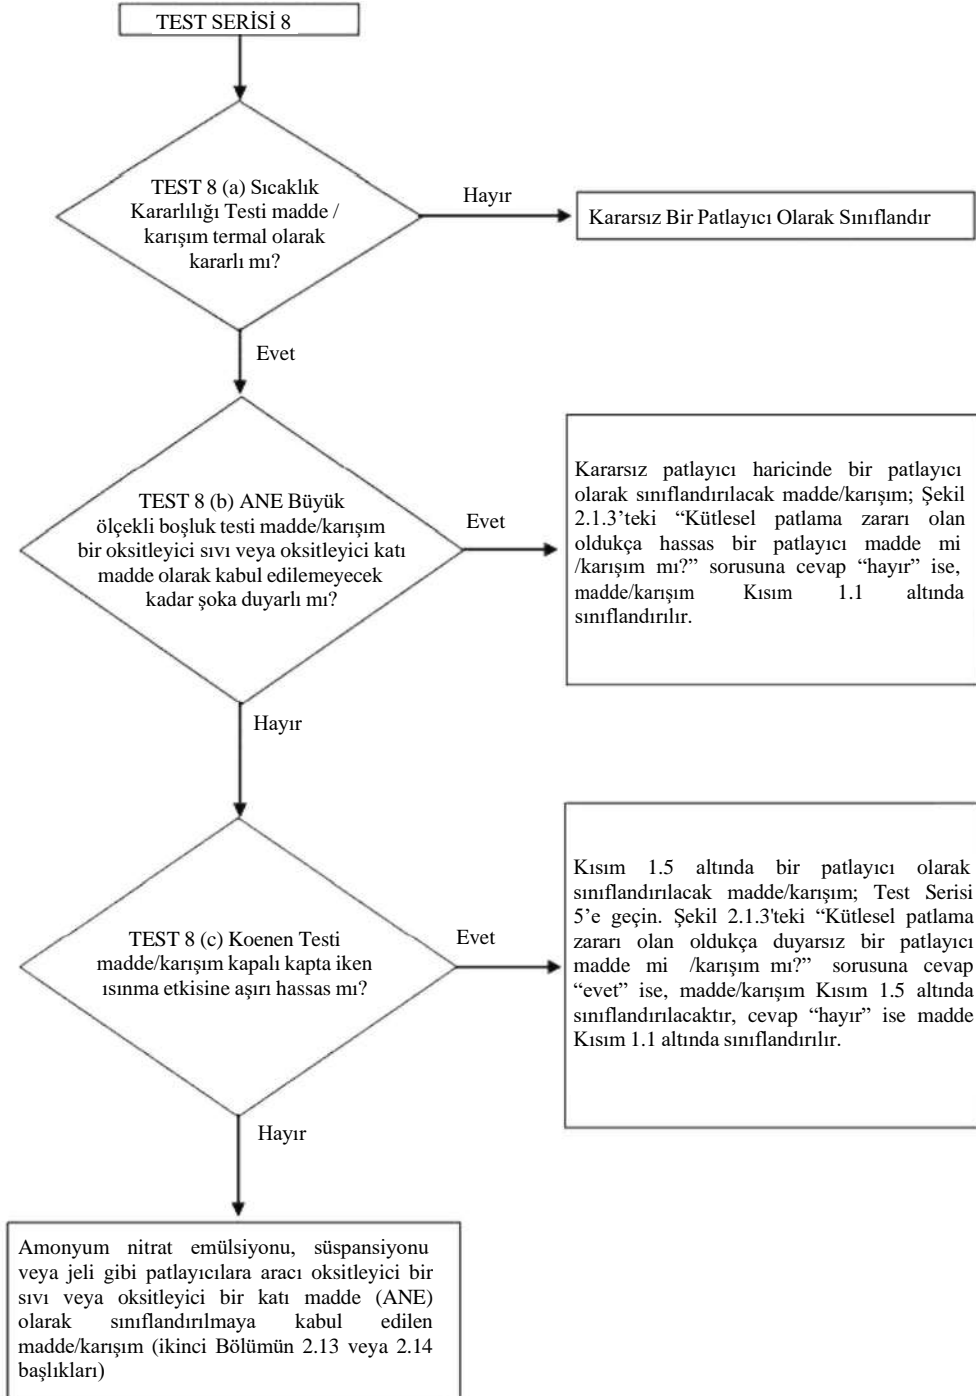 TEST SERİSİ 8
TEST 8 (a) Sıcaklık
Kararlılığı Testi madde /
karışım termal olarak
kararlı mı?
Hayır
Kararsız Bir Patlayıcı Olarak Sınıflandır
Evet
TEST 8 (b) ANE Büyük
ölçekli boşluk testi madde/karışım
bir oksitleyici sıvı veya oksitleyici katı
madde olarak kabul edilemeyecek
kadar şoka duyarlı mı?
Evet
Kararsız patlayıcı haricinde bir patlayıcı
olarak sınıflandırılacak madde/karışım; Şekil
2.1.3’teki “Kütlesel patlama zararı olan
oldukça hassas bir patlayıcı madde mi
/karışım mı?” sorusuna cevap “hayır” ise,
madde/karışım Kısım 1.1 altında
sınıflandırılır.
Hayır
TEST 8 (c) Koenen Testi
madde/karışım kapalı kapta iken
ısınma etkisine aşırı hassas mı?
Evet
Kısım 1.5 altında bir patlayıcı olarak
sınıflandırılacak madde/karışım; Test Serisi
5’e geçin. Şekil 2.1.3'teki “Kütlesel patlama
zararı olan oldukça duyarsız bir patlayıcı
madde mi /karışım mı?” sorusuna cevap
“evet” ise, madde/karışım Kısım 1.5 altında
sınıflandırılacaktır, cevap “hayır” ise madde
Kısım 1.1 altında sınıflandırılır.
Hayır
Amonyum nitrat emülsiyonu, süspansiyonu
veya jeli gibi patlayıcılara aracı oksitleyici bir
sıvı veya oksitleyici bir katı madde (ANE)
olarak sınıflandırılmaya kabul edilen
madde/karışım (ikinci Bölümün 2.13 veya 2.14
başlıkları)